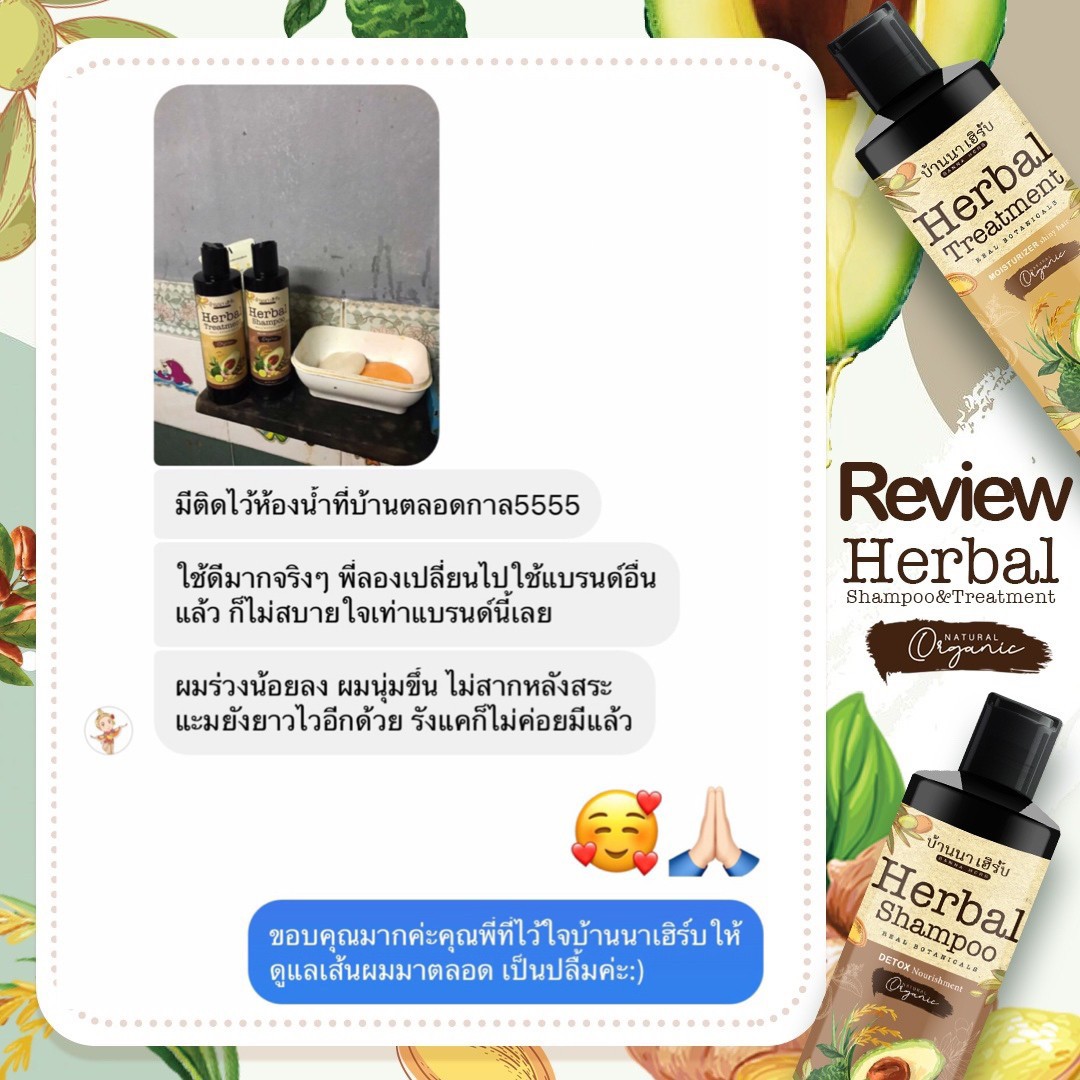 Herbal
Treatment
Herbal
Shampoo
มีติดไว้ห้องน้ำที่บ้านตลอดกาล5555
ใช้ดีมากจริงๆ พี่ลองเปลี่ยนไปใช้แบรนด์อื่น
แล้ว ก็ไม่สบายใจเท่าแบรนด์นี้เลย
ผมร่วงน้อยลง ผมนุ่มขึ้น ไม่สากหลังสระ
แะมยังยาวไวอีกด้วย รังแคก็ไม่ค่อยมีแล้ว
ขอบคุณมากค่ะคุณพี่ที่ไว้ใจบ้านนาเฮิร์บให้
ดูแลเส้นผมมาตลอด เป็นปลื้มค่ะ:)
บ้านนา เฮิร์บ
BANNA HERB
Herbal
Treatment
REAL BOTANICALS
MOISTURIZER shiny hair
Organic
Review
Herbal
Shampoo&Treatment
NATURAL
Organic
บ้านนา เฮิร์บ
BANNA HERB
Herbal
Shampoo
REAL BOTANICALS
DETOX Nourishment
NATURAL
Organic